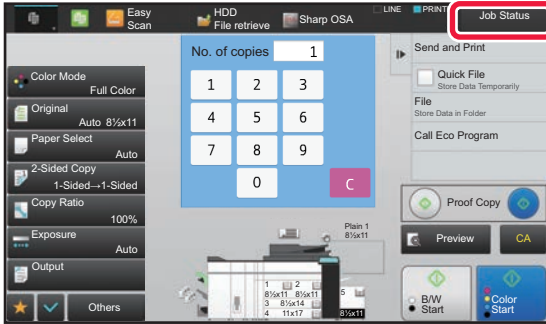 Easy
Scan
HDD
File retrieve
Sharp OSA
LINE
PRINT
Job Status
No. of copies 1
1 2 3
4 5 6
7 8 9
0 C
Color Mode
Full Color
Original
Auto 8½x11
Paper Select
Auto
2-Sided Copy
1-Sided→1-Sided
Copy Ratio
100%
Exposure
Auto
Output
Others
Plain 1
8½x11
1 2
8½x11 8½x11
3 8½x14
4 11x17
5
8½x11
Send and Print
Quick File
Store Data Temporarily
File
Store Data in Folder
Call Eco Program
Proof Copy
Preview
CA
B/W
Start
Color
Start